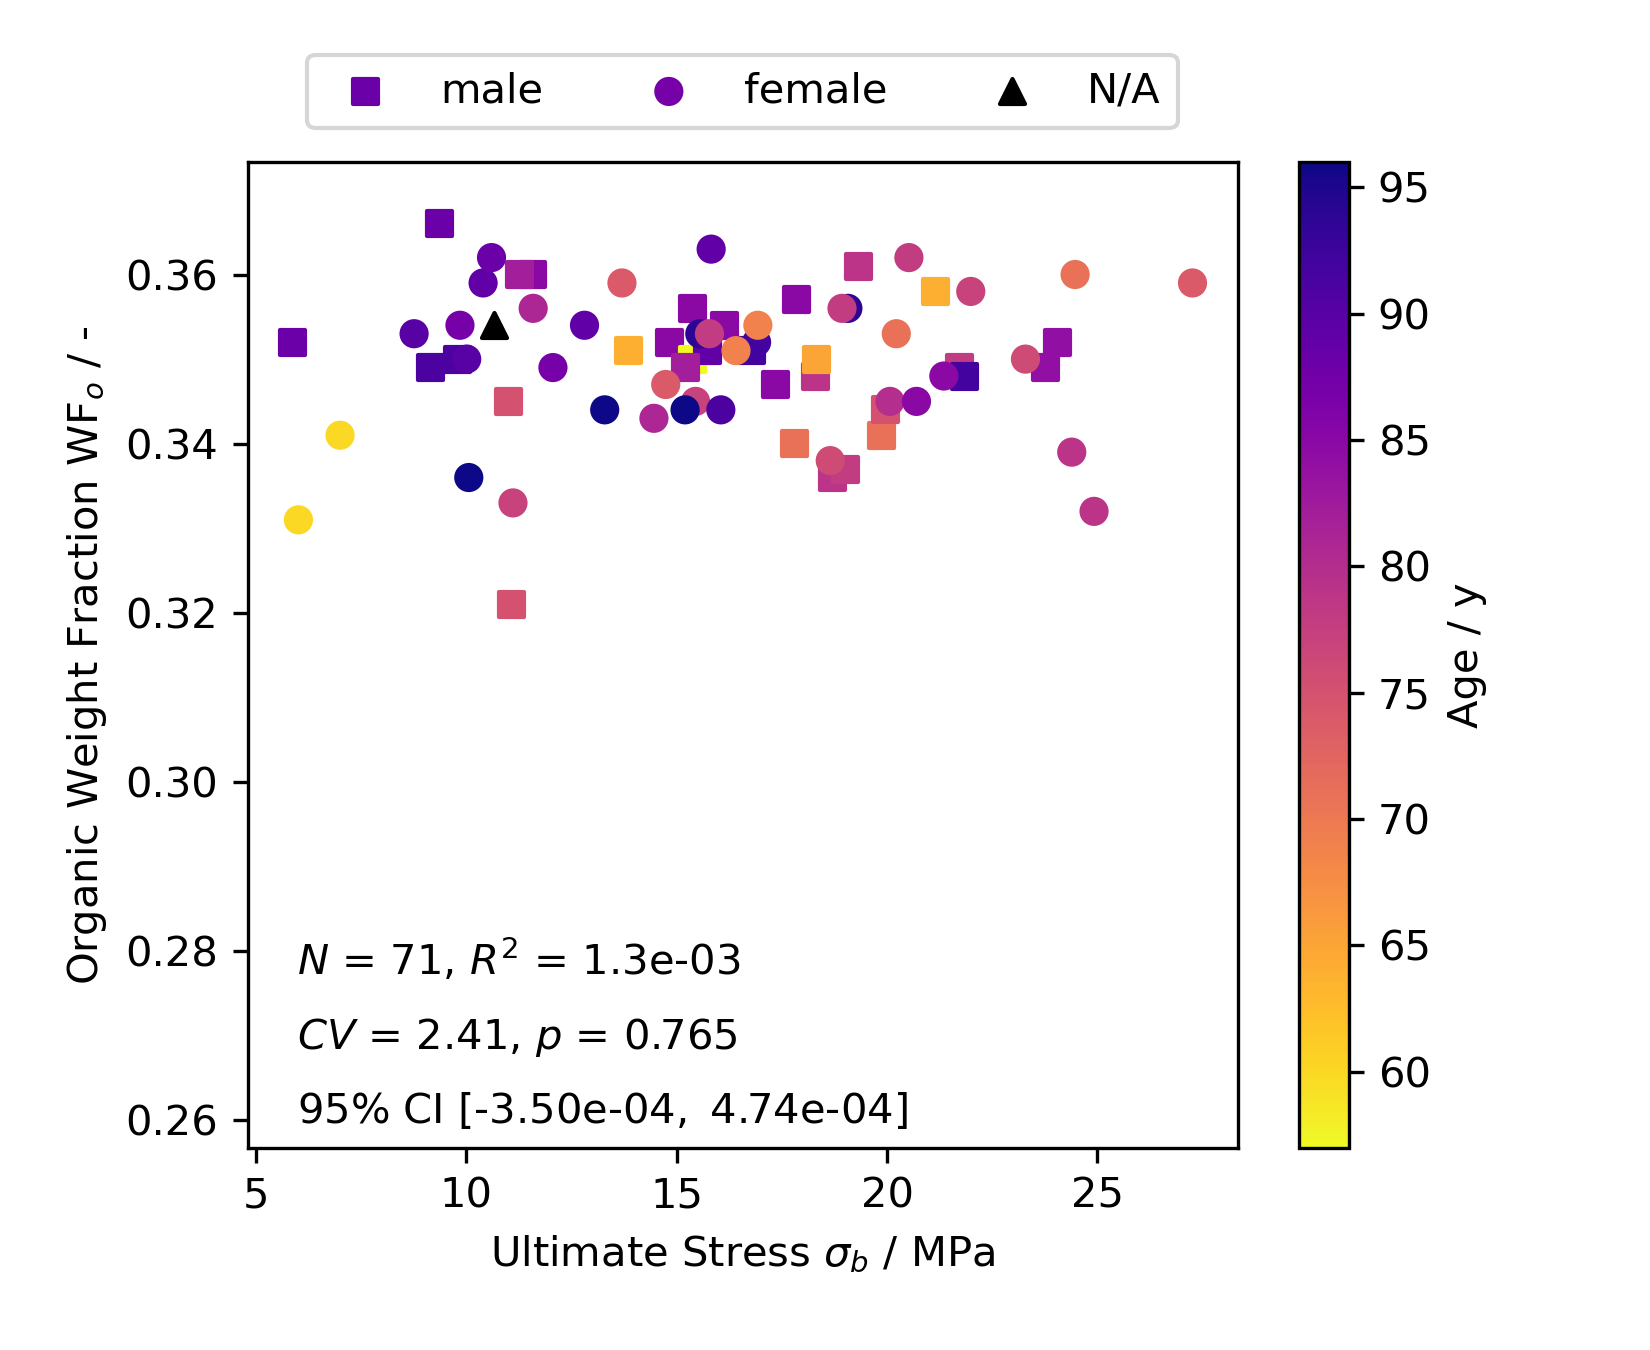 male female N/A
Organic Weight Fraction WFₒ / -
0.36
0.34
0.32
0.30
0.28
0.26
N = 71, R² = 1.3e-03
CV = 2.41, p = 0.765
95% CI [-3.50e-04, 4.74e-04]
5 10 15 20 25
Ultimate Stress σ_b / MPa
95
90
85
80
75
70
65
60
Age / y